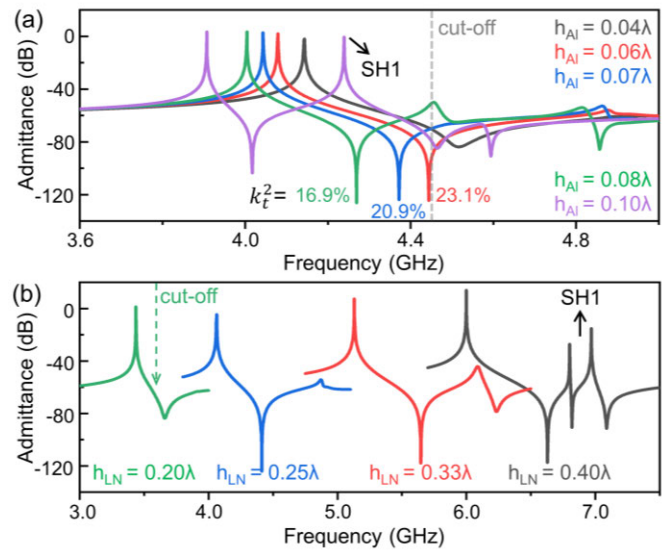 (a)
Admittance (dB)
0
-40
-80
-120
cut-off
SH1
h_Al = 0.04λ
h_Al = 0.06λ
h_Al = 0.07λ
h_Al = 0.08λ
h_Al = 0.10λ
k_t^2= 16.9% 20.9% 23.1%
3.6 4.0 4.4 4.8
Frequency (GHz)
(b)
Admittance (dB)
0
-40
-80
-120
cut-off
SH1
h_LN = 0.20λ h_LN = 0.25λ h_LN = 0.33λ h_LN = 0.40λ
3.0 4.0 5.0 6.0 7.0
Frequency (GHz)